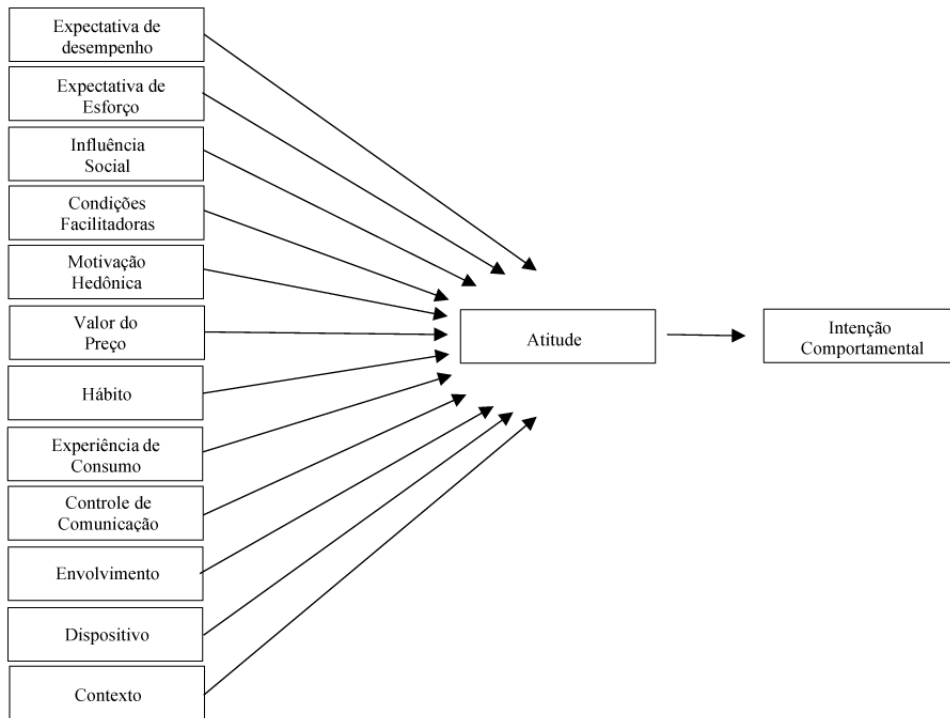 Expectativa de
desempenho
Expectativa de
Esforço
Influência
Social
Condições
Facilitadoras
Motivação
Hedônica
Valor do
Preço
Hábito
Experiência de
Consumo
Controle de
Comunicação
Envolvimento
Dispositivo
Contexto
Atitude
Intenção
Comportamental